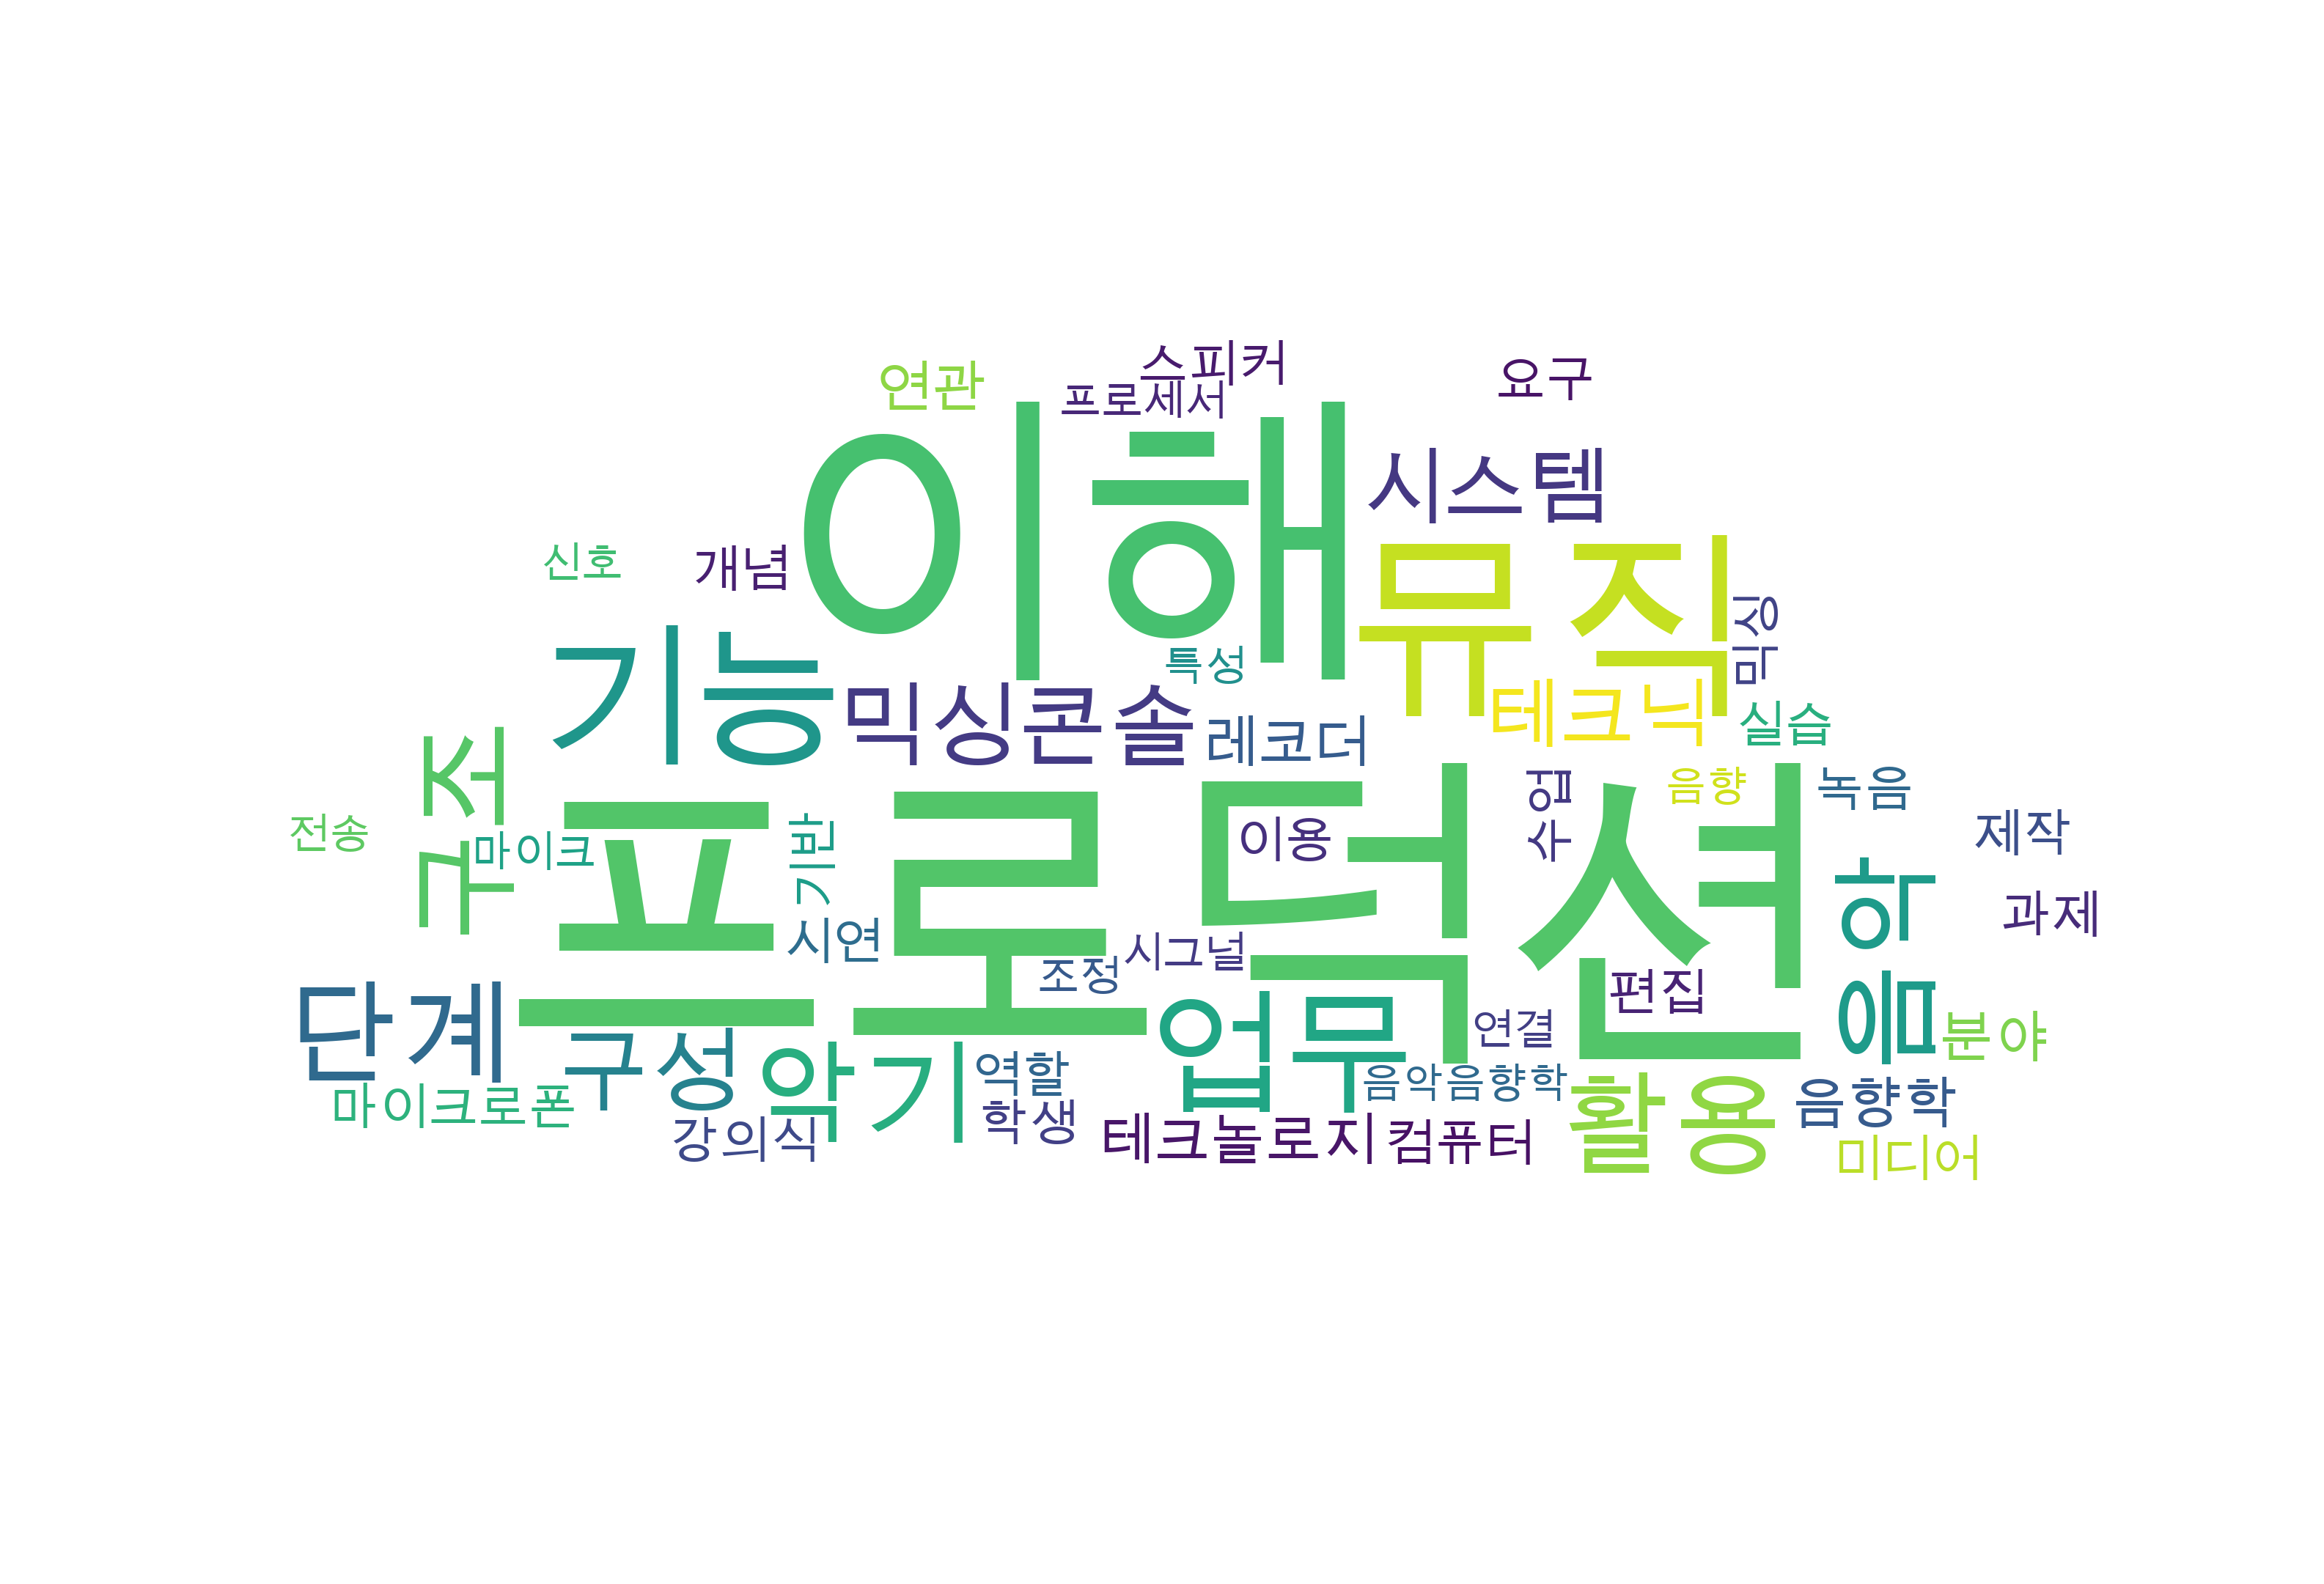 스피커
연관
프로세서
요구
이해
시스템
신호
개념
뮤직
믹싱
기능
특성
믹싱콘솔
레코더
테크닉
실습
구조
전송
마이크
프로덕션
기반
이용
수업
음향
녹음
제작
음악
과제
시연
조정
시그널
편집
단계
구성
악기
역할
업무
연결
분야
마이크로폰
강의식
학생
테크놀로지
컴퓨터
음악음향학
활용
음향학
미디어